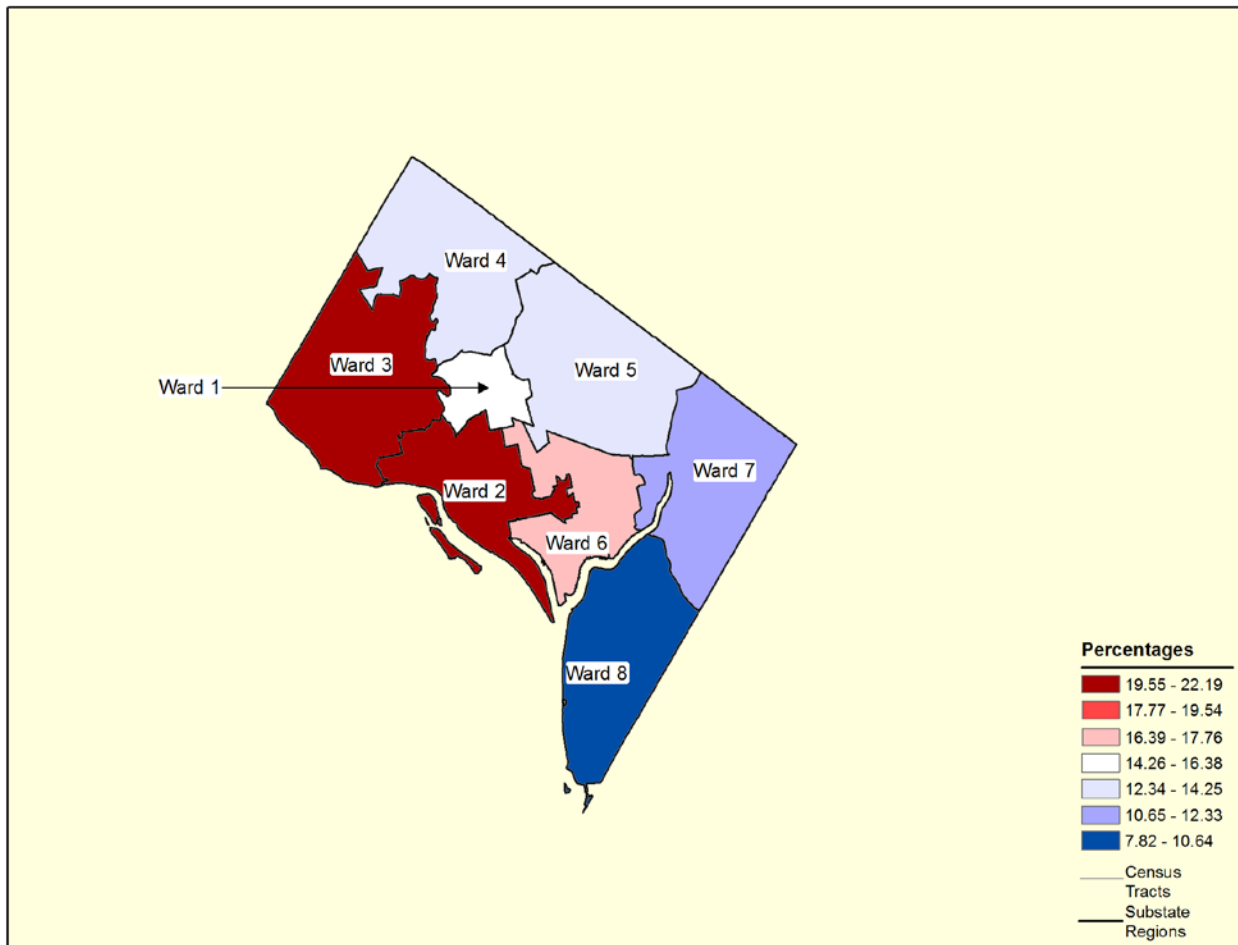 Ward 4
Ward 3
Ward 5
Ward 1
Ward 7
Ward 2
Ward 6
Ward 8
Percentages
19.55 - 22.19
17.77 - 19.54
16.39 - 17.76
14.26 - 16.38
12.34 - 14.25
10.65 - 12.33
7.82 - 10.64
Census
Tracts
Substate
Regions